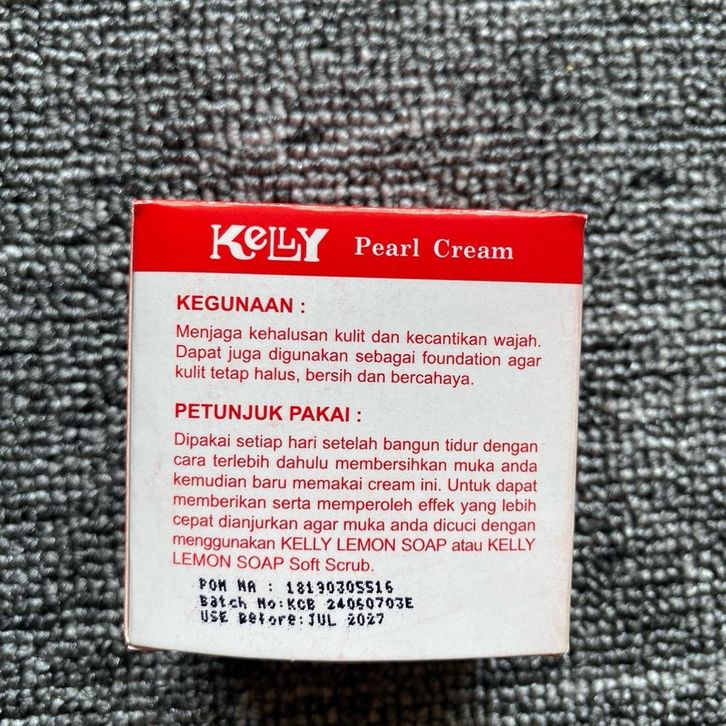 KELLY Pearl Cream
KEGUNAAN :
Menjaga kehalusan kulit dan kecantikan wajah.
Dapat juga digunakan sebagai foundation agar
kulit tetap halus, bersih dan bercahaya.
PETUNJUK PAKAI :
Dipakai setiap hari setelah bangun tidur dengan
cara terlebih dahulu membersihkan muka anda
kemudian baru memakai cream ini. Untuk dapat
memberikan serta memperoleh effek yang lebih
cepat dianjurkan agar muka anda dicuci dengan
menggunakan KELLY LEMON SOAP atau KELLY
LEMON SOAP Soft Scrub.
POM NA : 18190305516
Batch No:KCB 24060703E
USE Before:JUL 2027